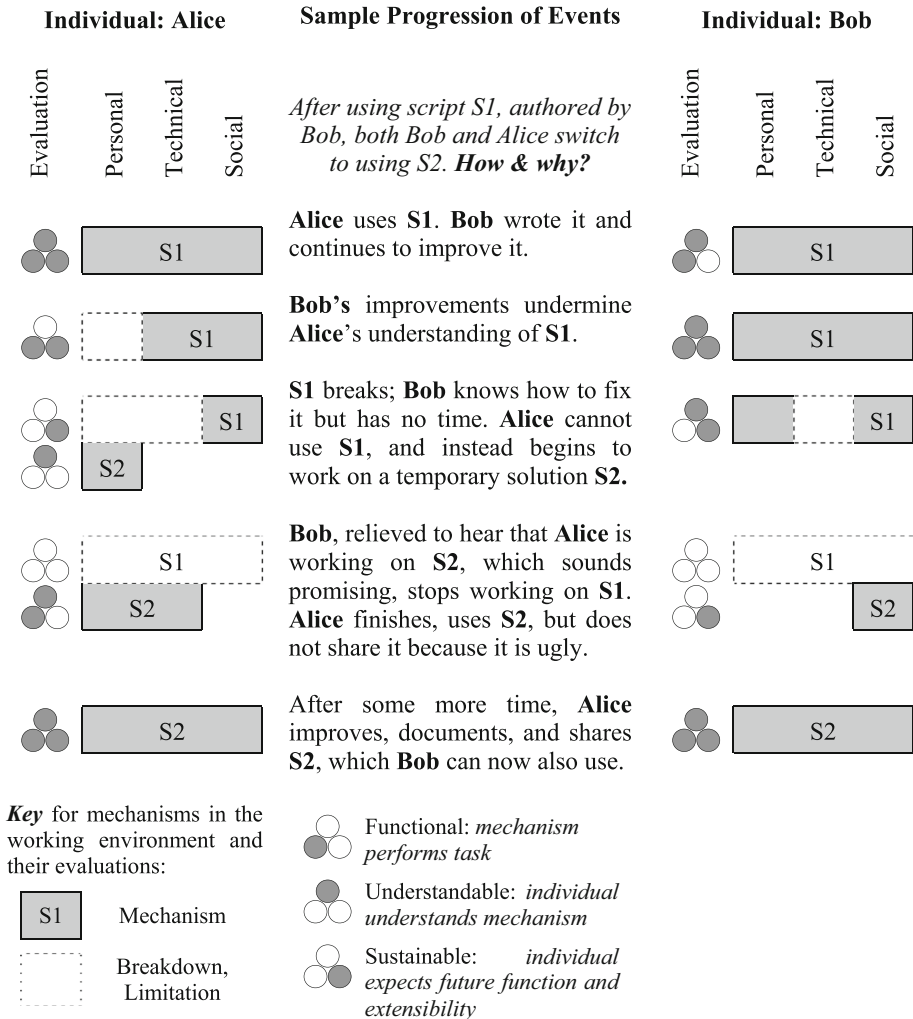 Individual: Alice
Sample Progression of Events
Individual: Bob
Evaluation
Personal
Technical
Social
After using script S1, authored by
Bob, both Bob and Alice switch
to using S2. How & why?
Evaluation
Personal
Technical
Social
S1
Alice uses S1. Bob wrote it and
continues to improve it.
S1
S1
Bob's improvements undermine
Alice's understanding of S1.
S1
S1
S2
S1 breaks; Bob knows how to fix
it but has no time. Alice cannot
use S1, and instead begins to
work on a temporary solution S2.
S1
S1
S2
Bob, relieved to hear that Alice is
working on S2, which sounds
promising, stops working on S1.
Alice finishes, uses S2, but does
not share it because it is ugly.
S1
S2
S2
After some more time, Alice
improves, documents, and shares
S2, which Bob can now also use.
S2
Key for mechanisms in the
working environment and
their evaluations:
S1
Mechanism
Breakdown,
Limitation
Functional: mechanism
performs task
Understandable: individual
understands mechanism
Sustainable: individual
expects future function and
extensibility